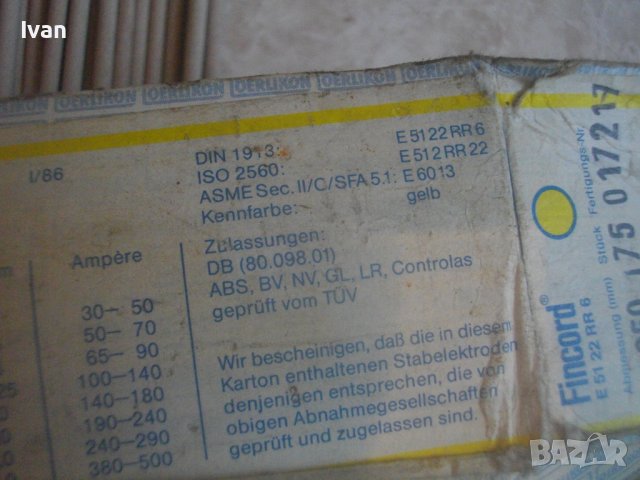 Ivan
OERLIKON OERLIKON OERLIKON OERLIKON OERLIKON
I/86
DIN 1913: E 5122 RR 6
ISO 2560: E 512 RR 22
ASME Sec. II/C/SFA 5.1: E 6013
Kennfarbe: gelb
Zulassungen:
DB (80.098.01)
ABS, BV, NV, GL, LR, Controlas
geprüft vom TÜV
Wir bescheinigen, daß die in diesem
Karton enthaltenen Stabelektroden
denjenigen entsprechen, die von
obigen Abnahmegesellschaften
geprüft und zugelassen sind.
Ampère
30–50
50–70
65–90
100–140
140–180
190–240
240–290
380–500
Fincord®
E 51 22 RR 6
Abpassung (mm) Stück Fertigungs-Nr.
175 017217
bazar